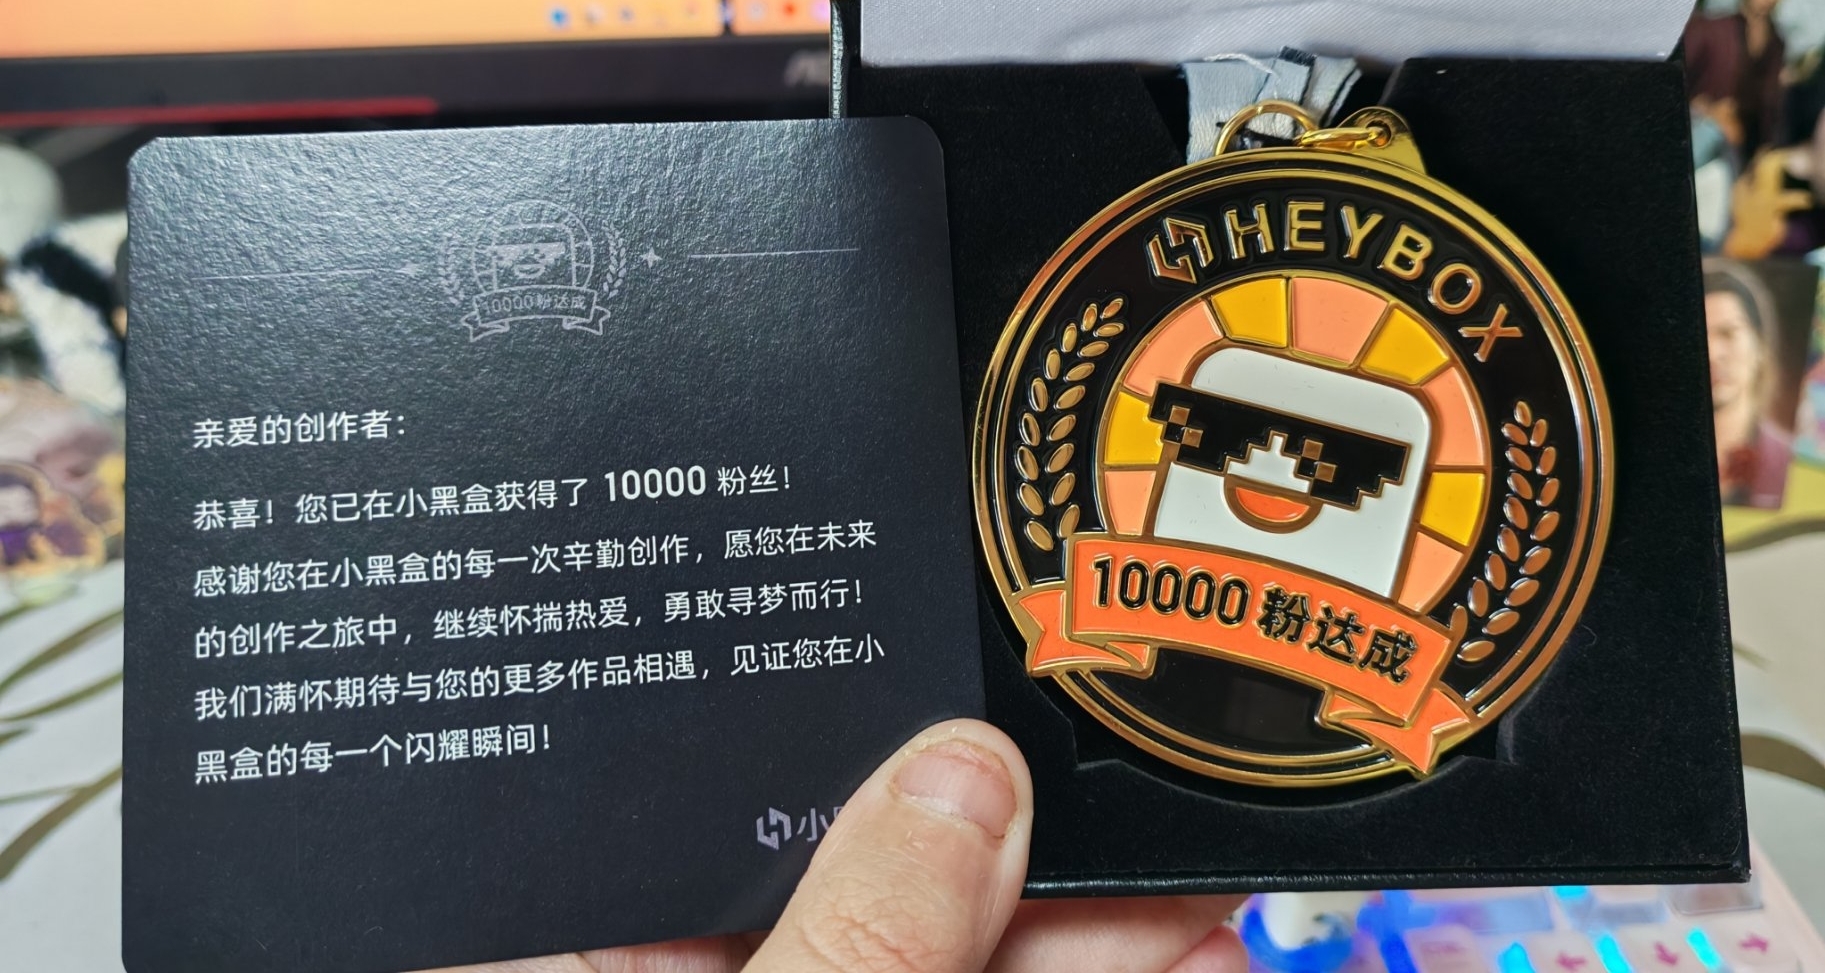 10000粉达成
亲爱的创作者：
恭喜！您已在小黑盒获得了 10000 粉丝！
感谢您在小黑盒的每一次辛勤创作，愿您在未来
的创作之旅中，继续怀揣热爱，勇敢寻梦而行！
我们满怀期待与您的更多作品相遇，见证您在小
黑盒的每一个闪耀瞬间！
小
HEYBOX
10000 粉达成